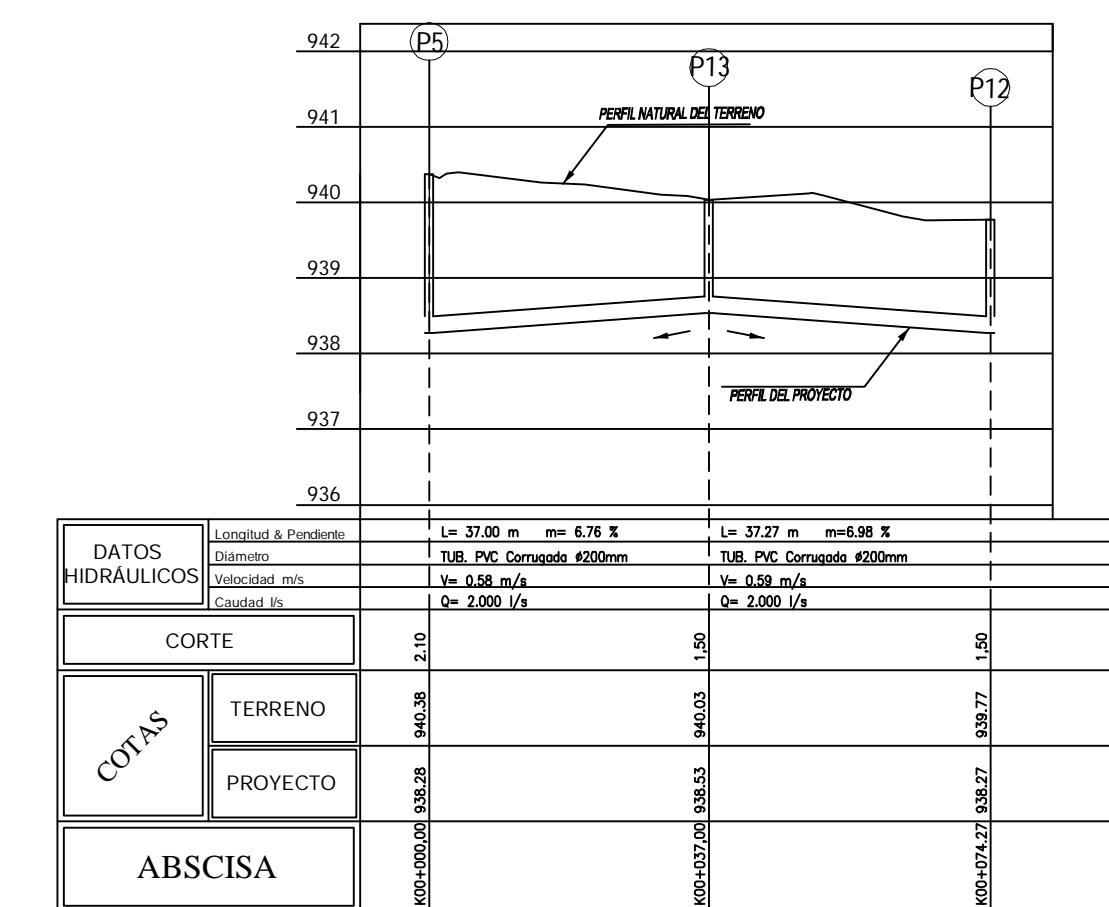 942
P5
P13
P12
941
PERFIL NATURAL DEL TERRENO
940
939
938
PERFIL DEL PROYECTO
937
936
DATOS HIDRÁULICOS
Longitud & Pendiente
L= 37.00 m m= 6.76 %
L= 37.27 m m=6.98 %
Diámetro
TUB. PVC Corrugada ø200mm
TUB. PVC Corrugada ø200mm
Velocidad m/s
V= 0.58 m/s
V= 0.59 m/s
Caudad l/s
Q= 2.000 l/s
Q= 2.000 l/s
CORTE
2.10
1,50
1,50
COTAS
TERRENO
940.38
940.03
939.77
PROYECTO
938.28
938.53
938.27
ABSCISA
K00+000,00
K00+037,00
K00+074.27